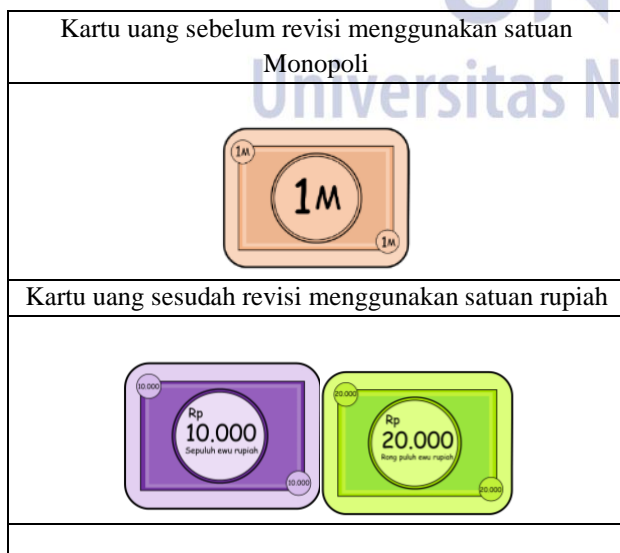 Kartu uang sebelum revisi menggunakan satuan
Monopoli
Universitas N
1M
1M
1M
Kartu uang sesudah revisi menggunakan satuan rupiah
10.000
Rp
10.000
Sepuluh ewu rupiah
10.000
20.000
Rp
20.000
Rong puluh ewu rupiah
20.000